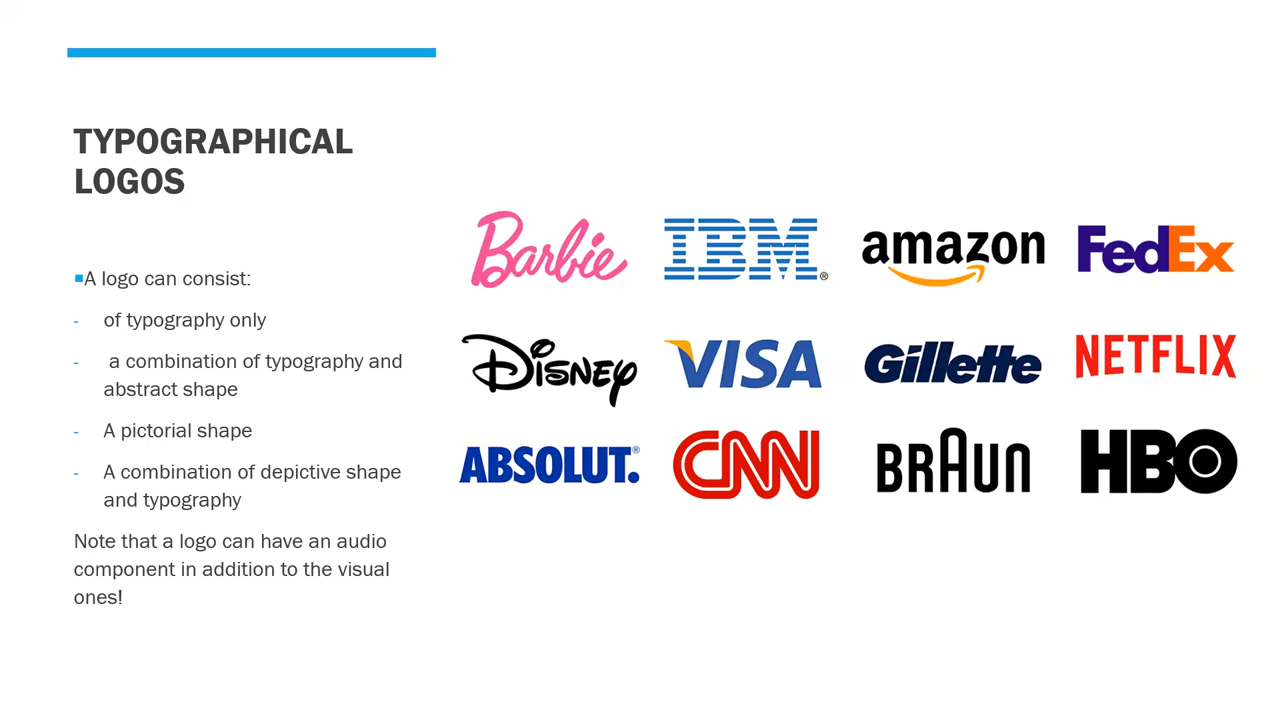 TYPOGRAPHICAL
LOGOS
▪A logo can consist:
- of typography only
- a combination of typography and
abstract shape
- A pictorial shape
- A combination of depictive shape
and typography
Note that a logo can have an audio
component in addition to the visual
ones!
Barbie IBM® amazon FedEx
Disney VISA Gillette NETFLIX
ABSOLUT.® CNN BRAUN HBO